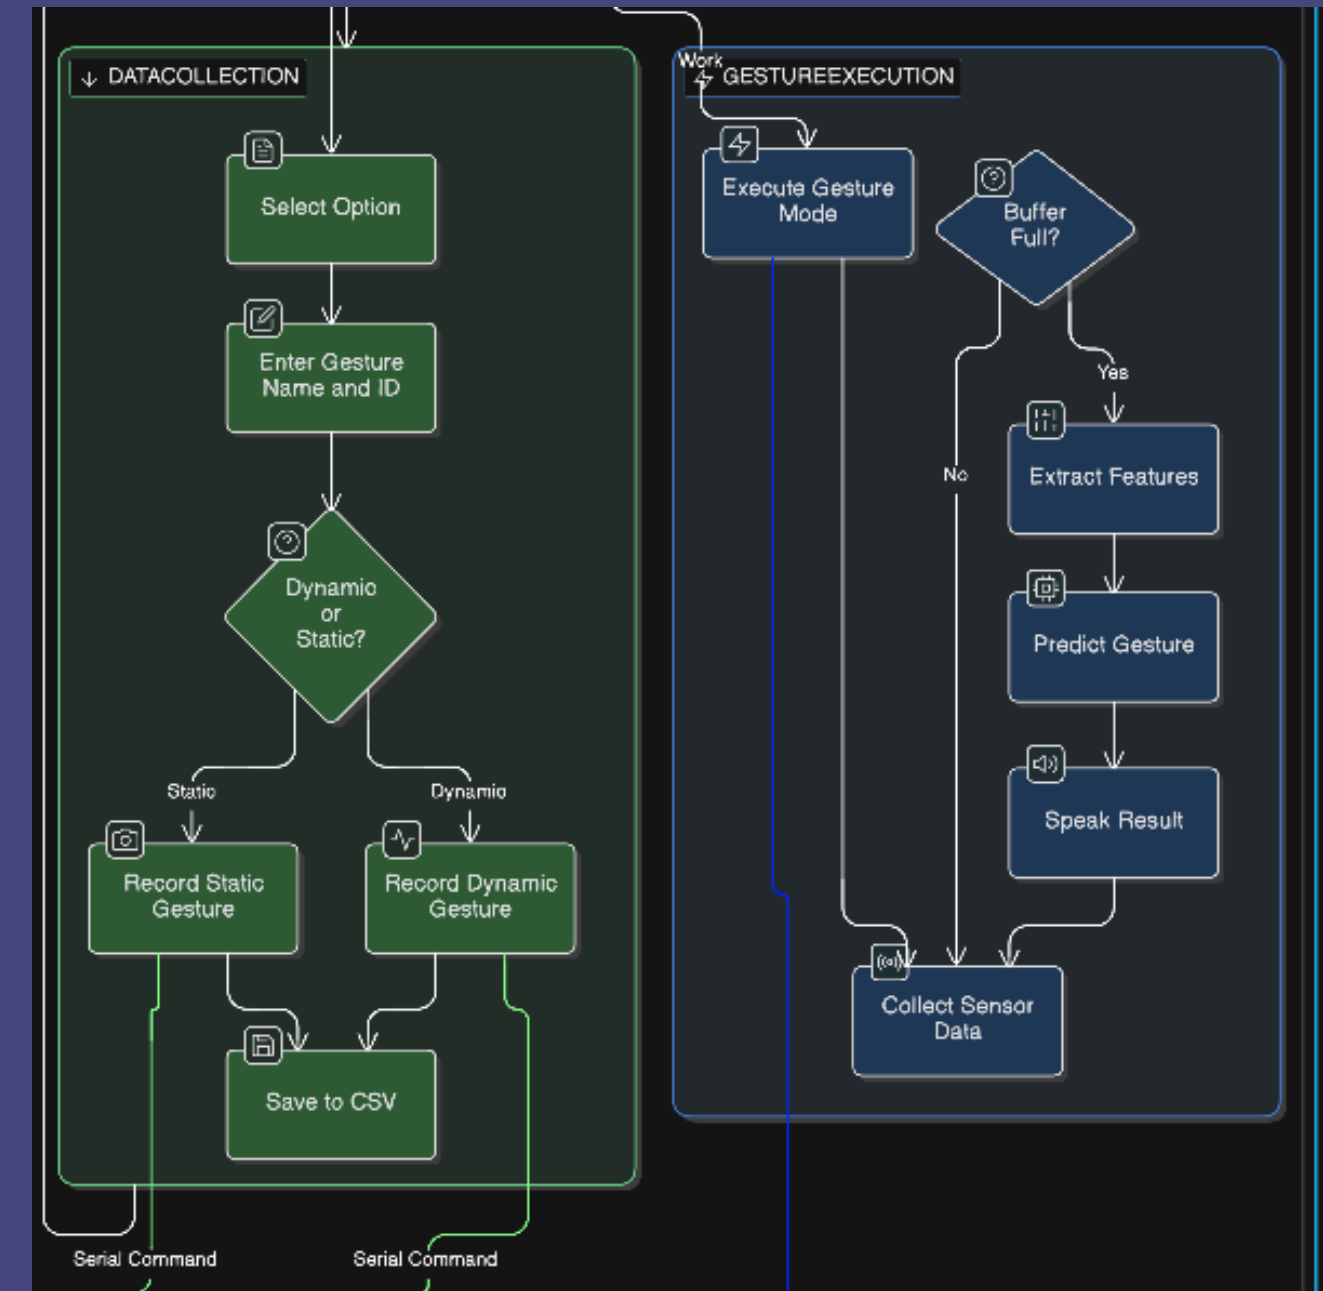 DATACOLLECTION
Select Option
Enter Gesture
Name and ID
Dynamic
or
Static?
Static
Dynamic
Record Static
Gesture
Record Dynamic
Gesture
Save to CSV
Serial Command
Serial Command
Work
GESTUREEXECUTION
Execute Gesture
Mode
Buffer
Full?
Yes
No
Extract Features
Predict Gesture
Speak Result
Collect Sensor
Data